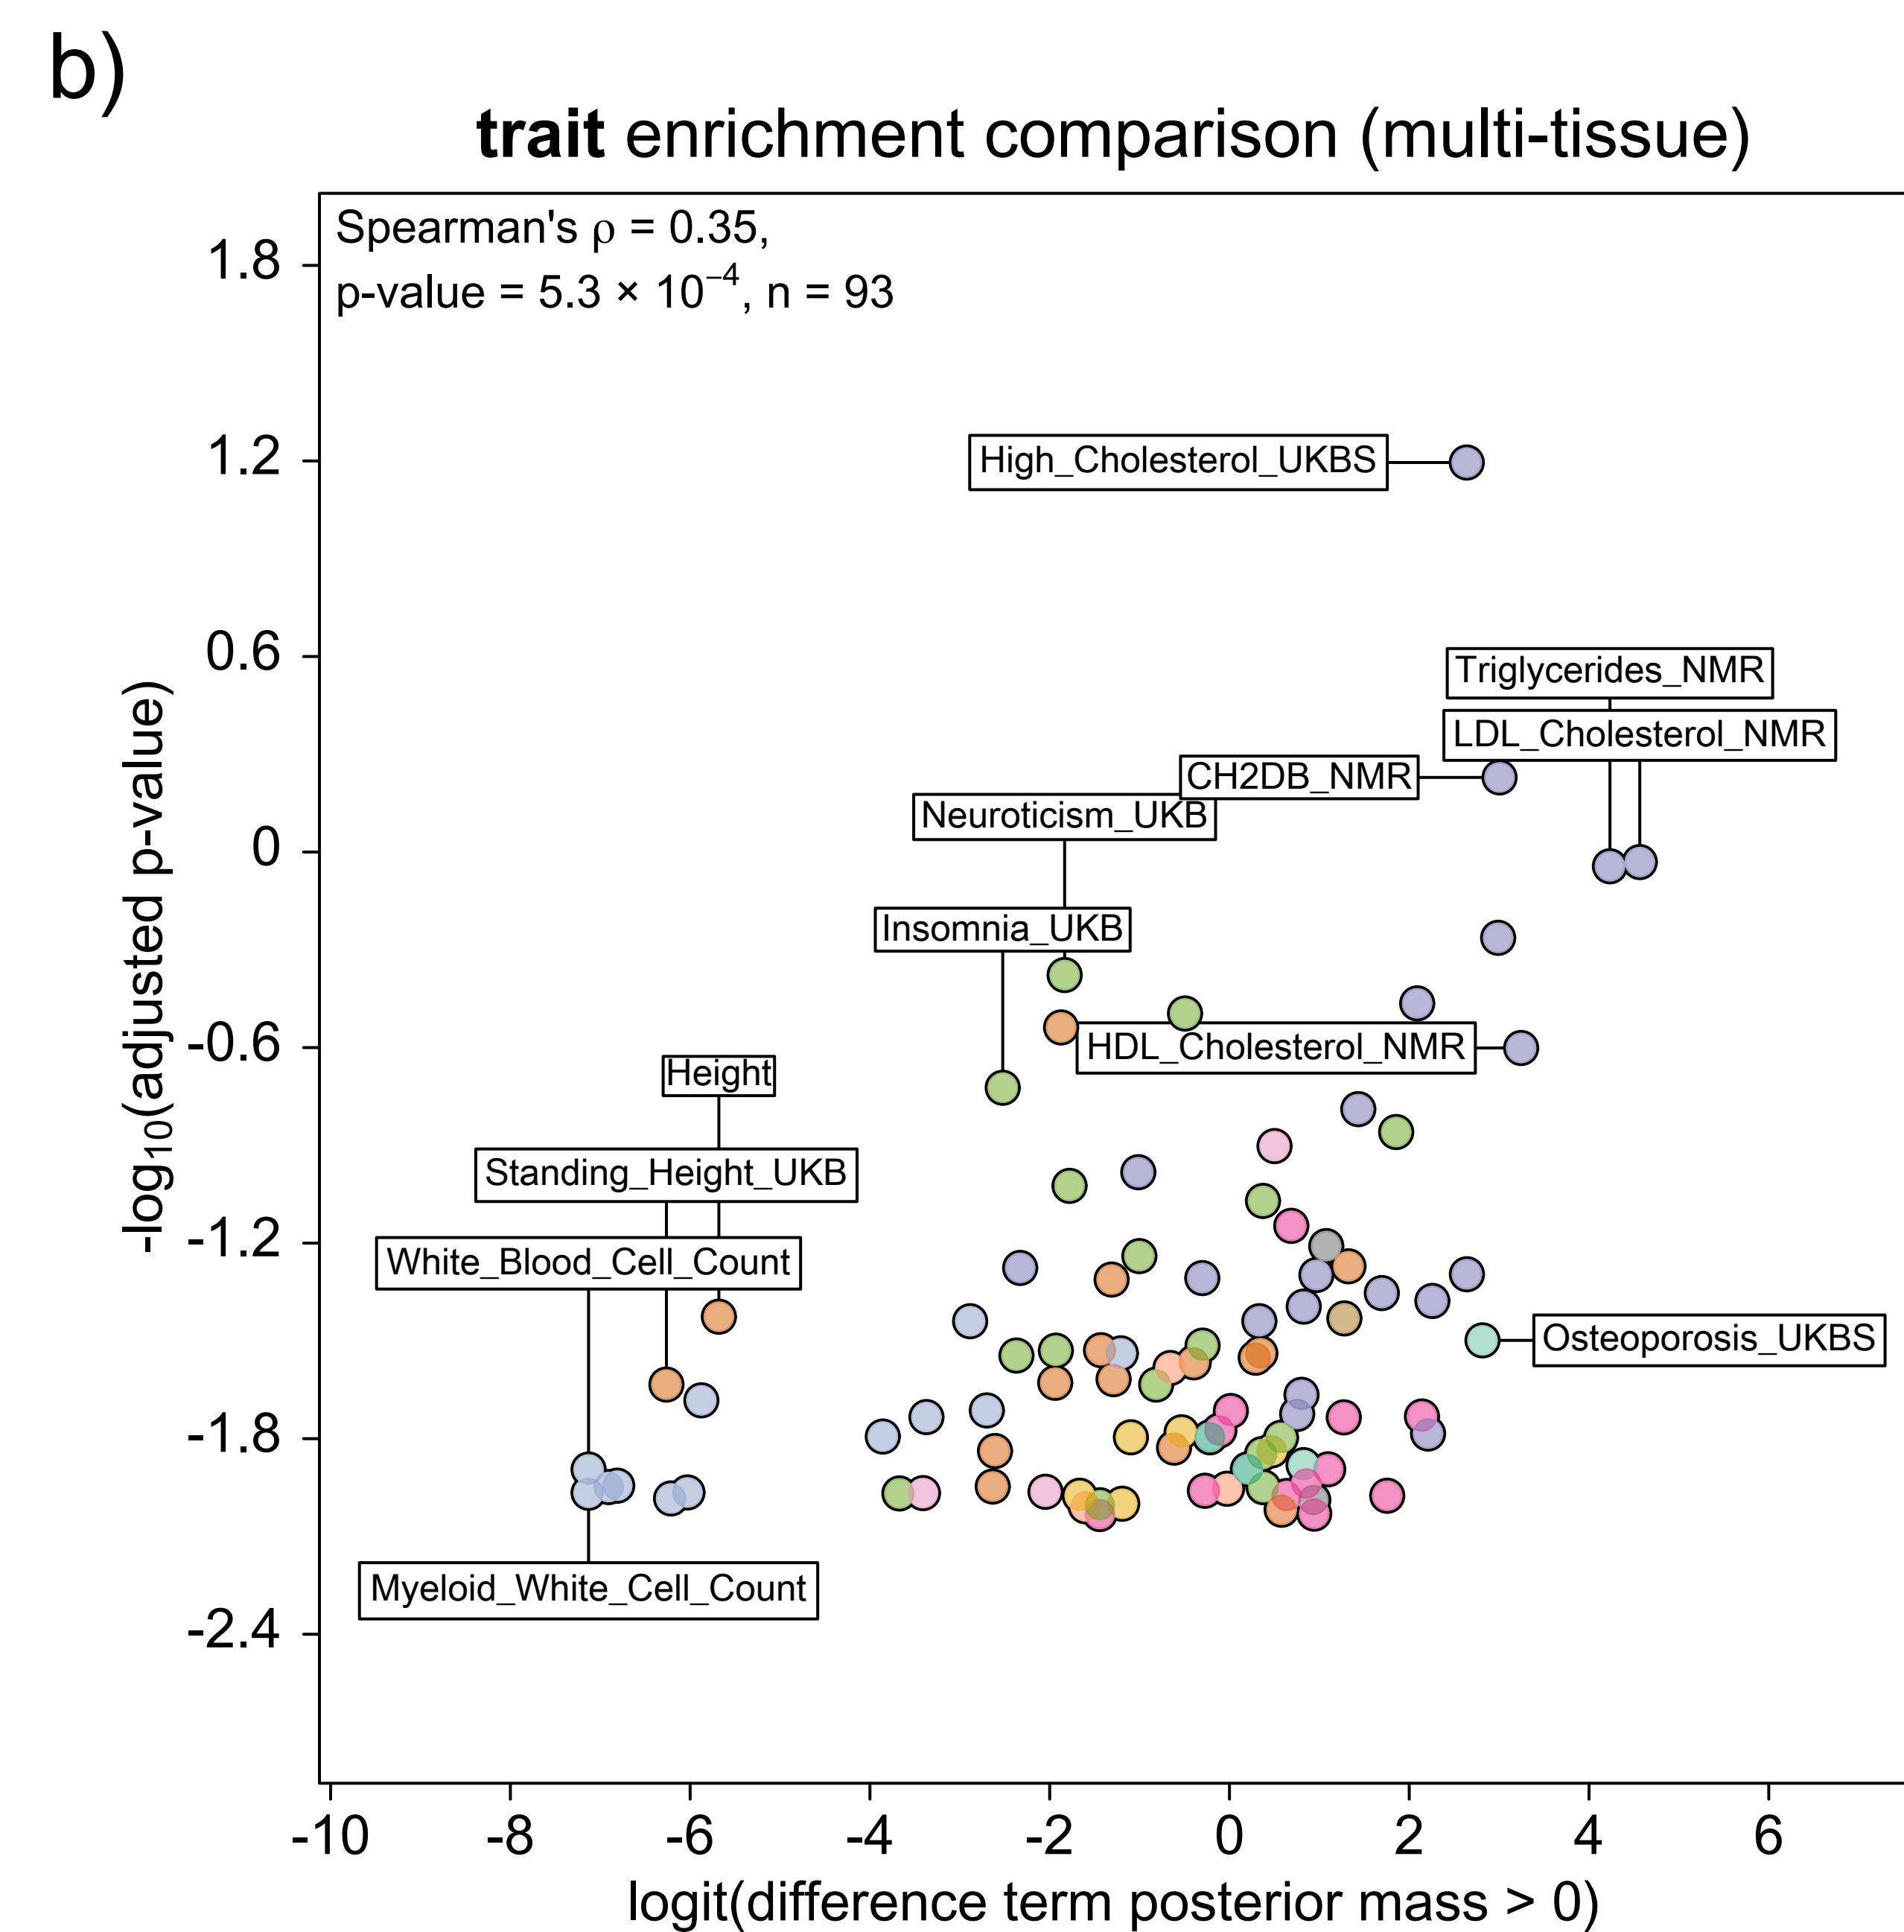 b)
trait enrichment comparison (multi-tissue)
Spearman's ρ = 0.35,
p-value = 5.3 × 10⁻⁴, n = 93
1.8
1.2
0.6
0
-0.6
-1.2
-1.8
-2.4
-log₁₀(adjusted p-value)
High_Cholesterol_UKBS
Triglycerides_NMR
LDL_Cholesterol_NMR
CH2DB_NMR
Neuroticism_UKB
Insomnia_UKB
HDL_Cholesterol_NMR
Height
Standing_Height_UKB
White_Blood_Cell_Count
Osteoporosis_UKBS
Myeloid_White_Cell_Count
-10 -8 -6 -4 -2 0 2 4 6
logit(difference term posterior mass > 0)